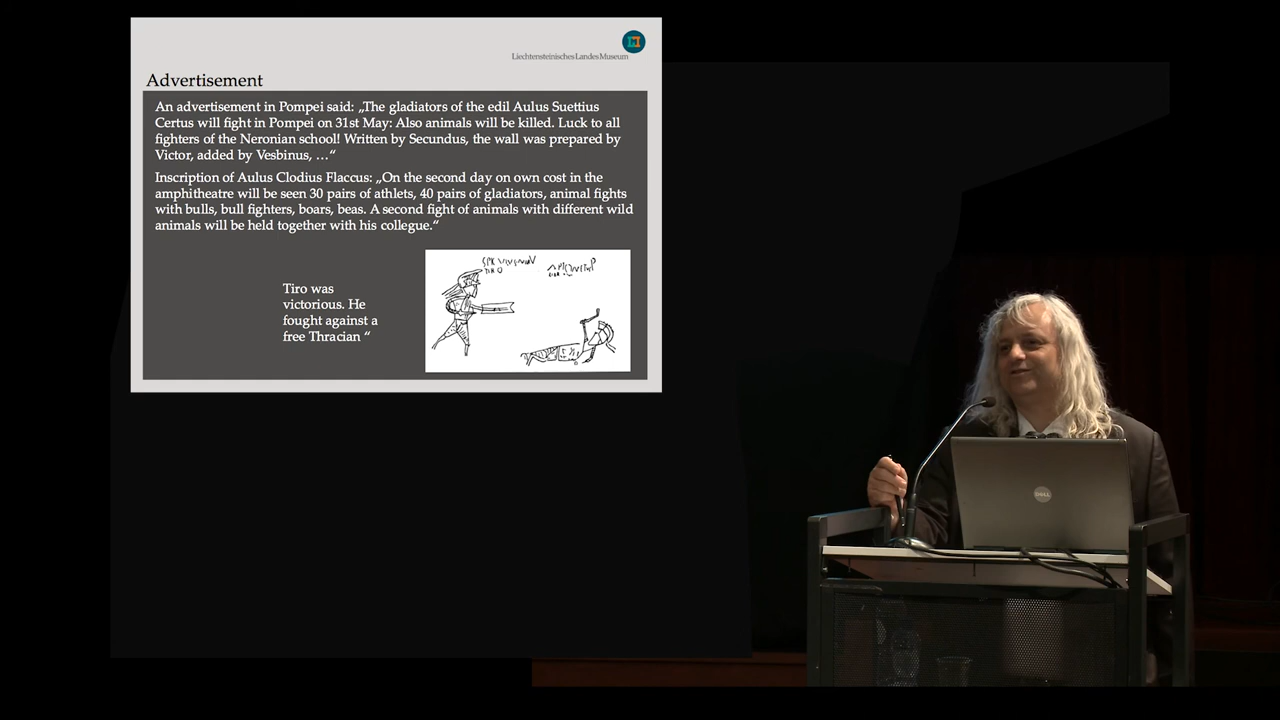 Liechtensteinisches Landes Museum
Advertisement
An advertisement in Pompei said: „The gladiators of the edil Aulus Suettius
Certus will fight in Pompei on 31st May: Also animals will be killed. Luck to all
fighters of the Neronian school! Written by Secundus, the wall was prepared by
Victor, added by Vesbinus, …“
Inscription of Aulus Clodius Flaccus: „On the second day on own cost in the
amphitheatre will be seen 30 pairs of athlets, 40 pairs of gladiators, animal fights
with bulls, bull fighters, boars, beas. A second fight of animals with different wild
animals will be held together with his collegue.“
Tiro was
victorious. He
fought against a
free Thracian “
DELL